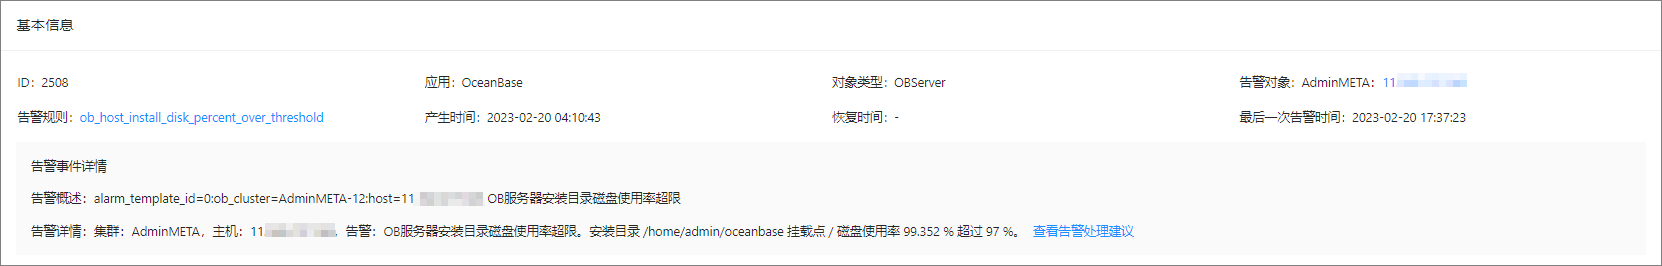 基本信息
ID：2508 应用：OceanBase 对象类型：OBServer 告警对象：AdminMETA：11
告警规则：ob_host_install_disk_percent_over_threshold 产生时间：2023-02-20 04:10:43 恢复时间：- 最后一次告警时间：2023-02-20 17:37:23
告警事件详情
告警概述：alarm_template_id=0:ob_cluster=AdminMETA-12:host=11 OB服务器安装目录磁盘使用率超限
告警详情：集群：AdminMETA，主机：11 告警：OB服务器安装目录磁盘使用率超限。安装目录 /home/admin/oceanbase 挂载点 / 磁盘使用率 99.352 % 超过 97 %。 查看告警处理建议